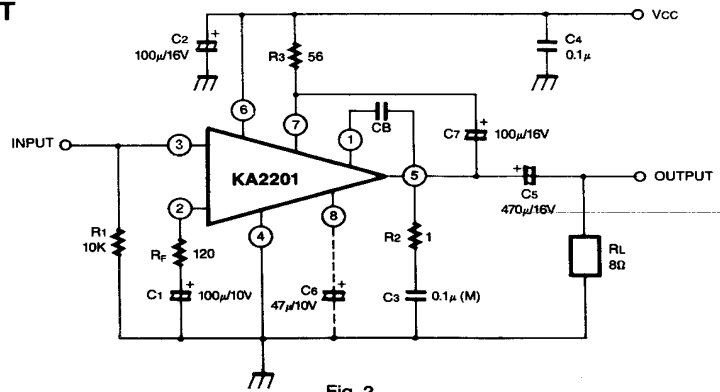 T
VCC
C2
100μ/16V
R3 56
C4
0.1μ
6
7
1
CB
C7 100μ/16V
INPUT
3
KA2201
5
OUTPUT
C5
470μ/16V
2
8
4
R1
10K
RF 120
R2 1
RL
8Ω
C1 100μ/10V
C6
47μ/10V
C3 0.1μ (M)
Fig. 2